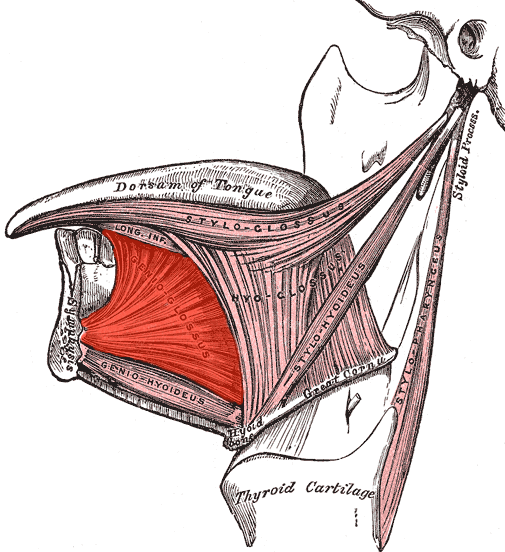 Styloid Process.
Dorsum of Tongue
STYLO-GLOSSUS
LONG. INF.
GENIO-GLOSSUS
HYO-GLOSSUS
STYLO-HYOIDEUS
STYLO-PHARYNGEUS
Symphysis
GENIO-HYOIDEUS
Great Cornu.
Hyoid
bone
Thyroid Cartilage